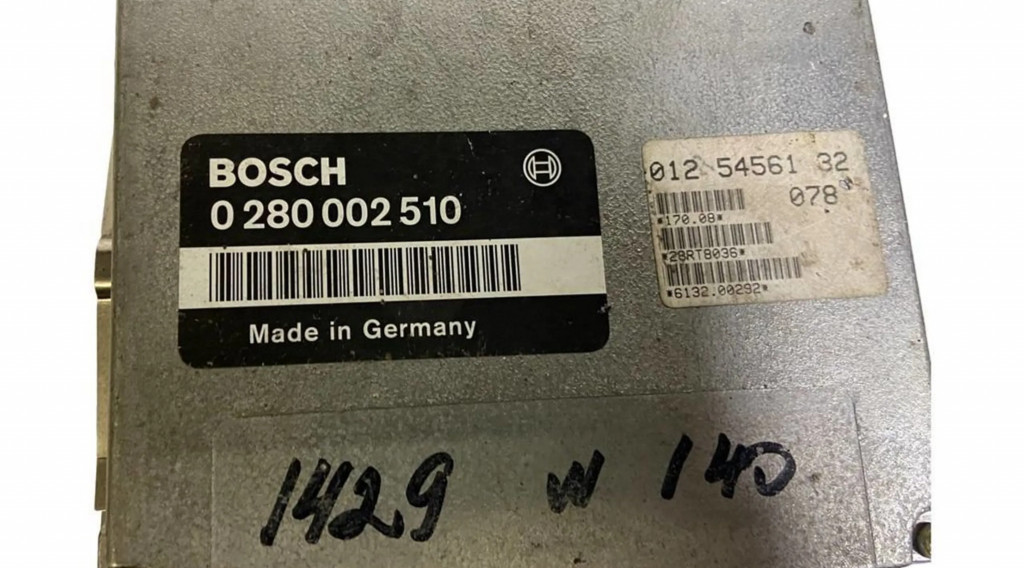 BOSCH
0 280 002 510
Made in Germany
012 54561 32
078
*170.08*
*28RT8036*
*6132.00292*
1429 W 140